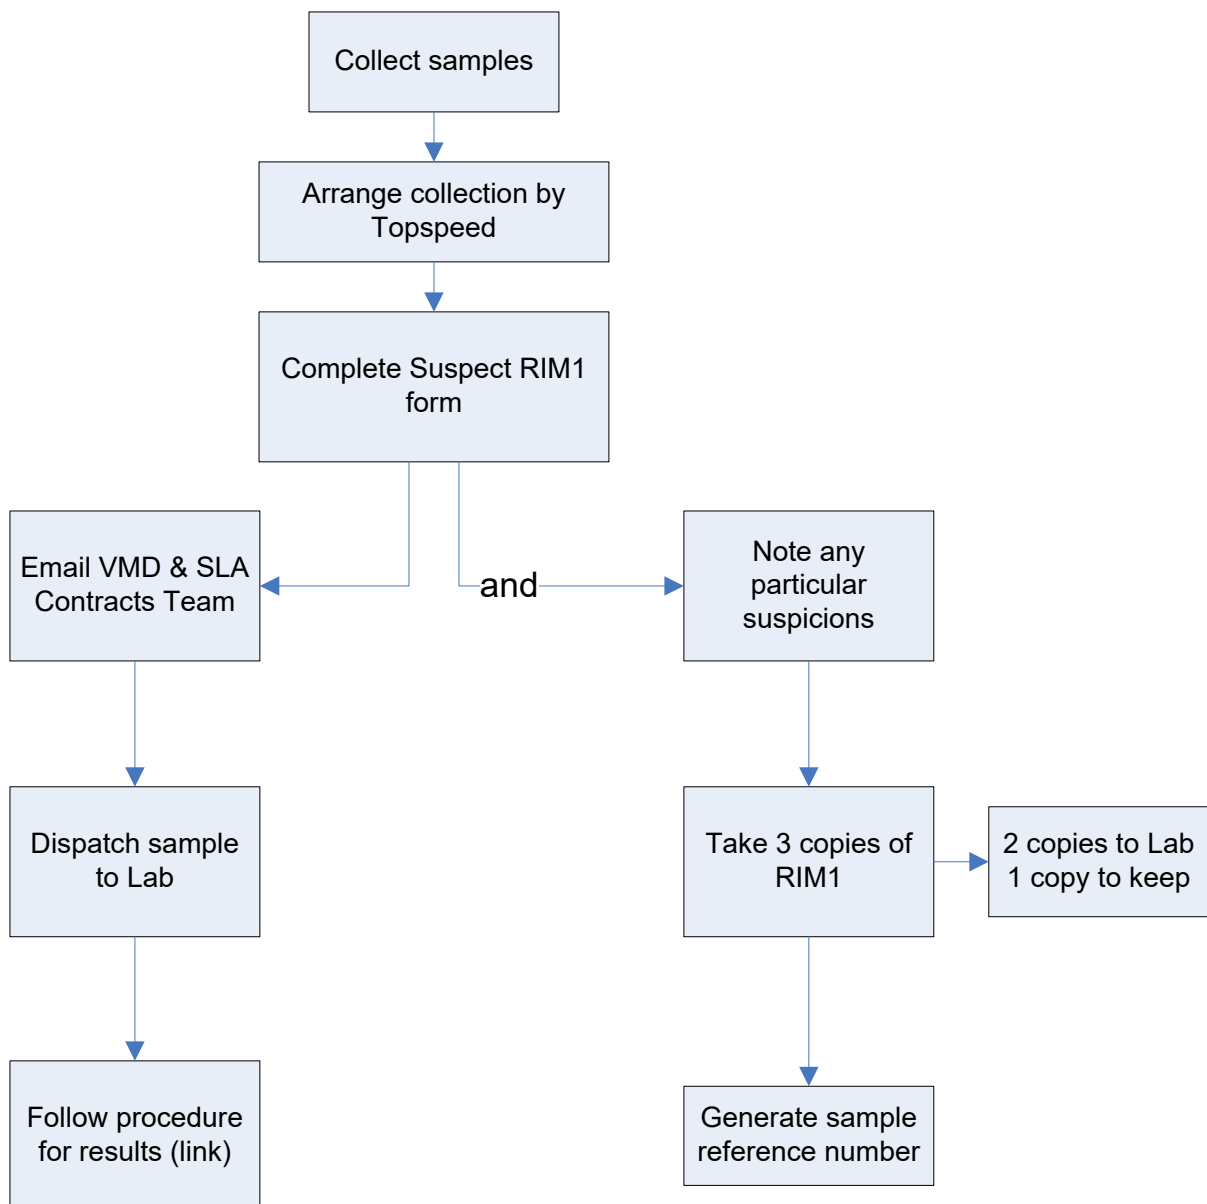 Collect samples
Arrange collection by
Topspeed
Complete Suspect RIM1
form
Email VMD & SLA
Contracts Team
and
Note any
particular
suspicions
Dispatch sample
to Lab
Take 3 copies of
RIM1
2 copies to Lab
1 copy to keep
Follow procedure
for results (link)
Generate sample
reference number